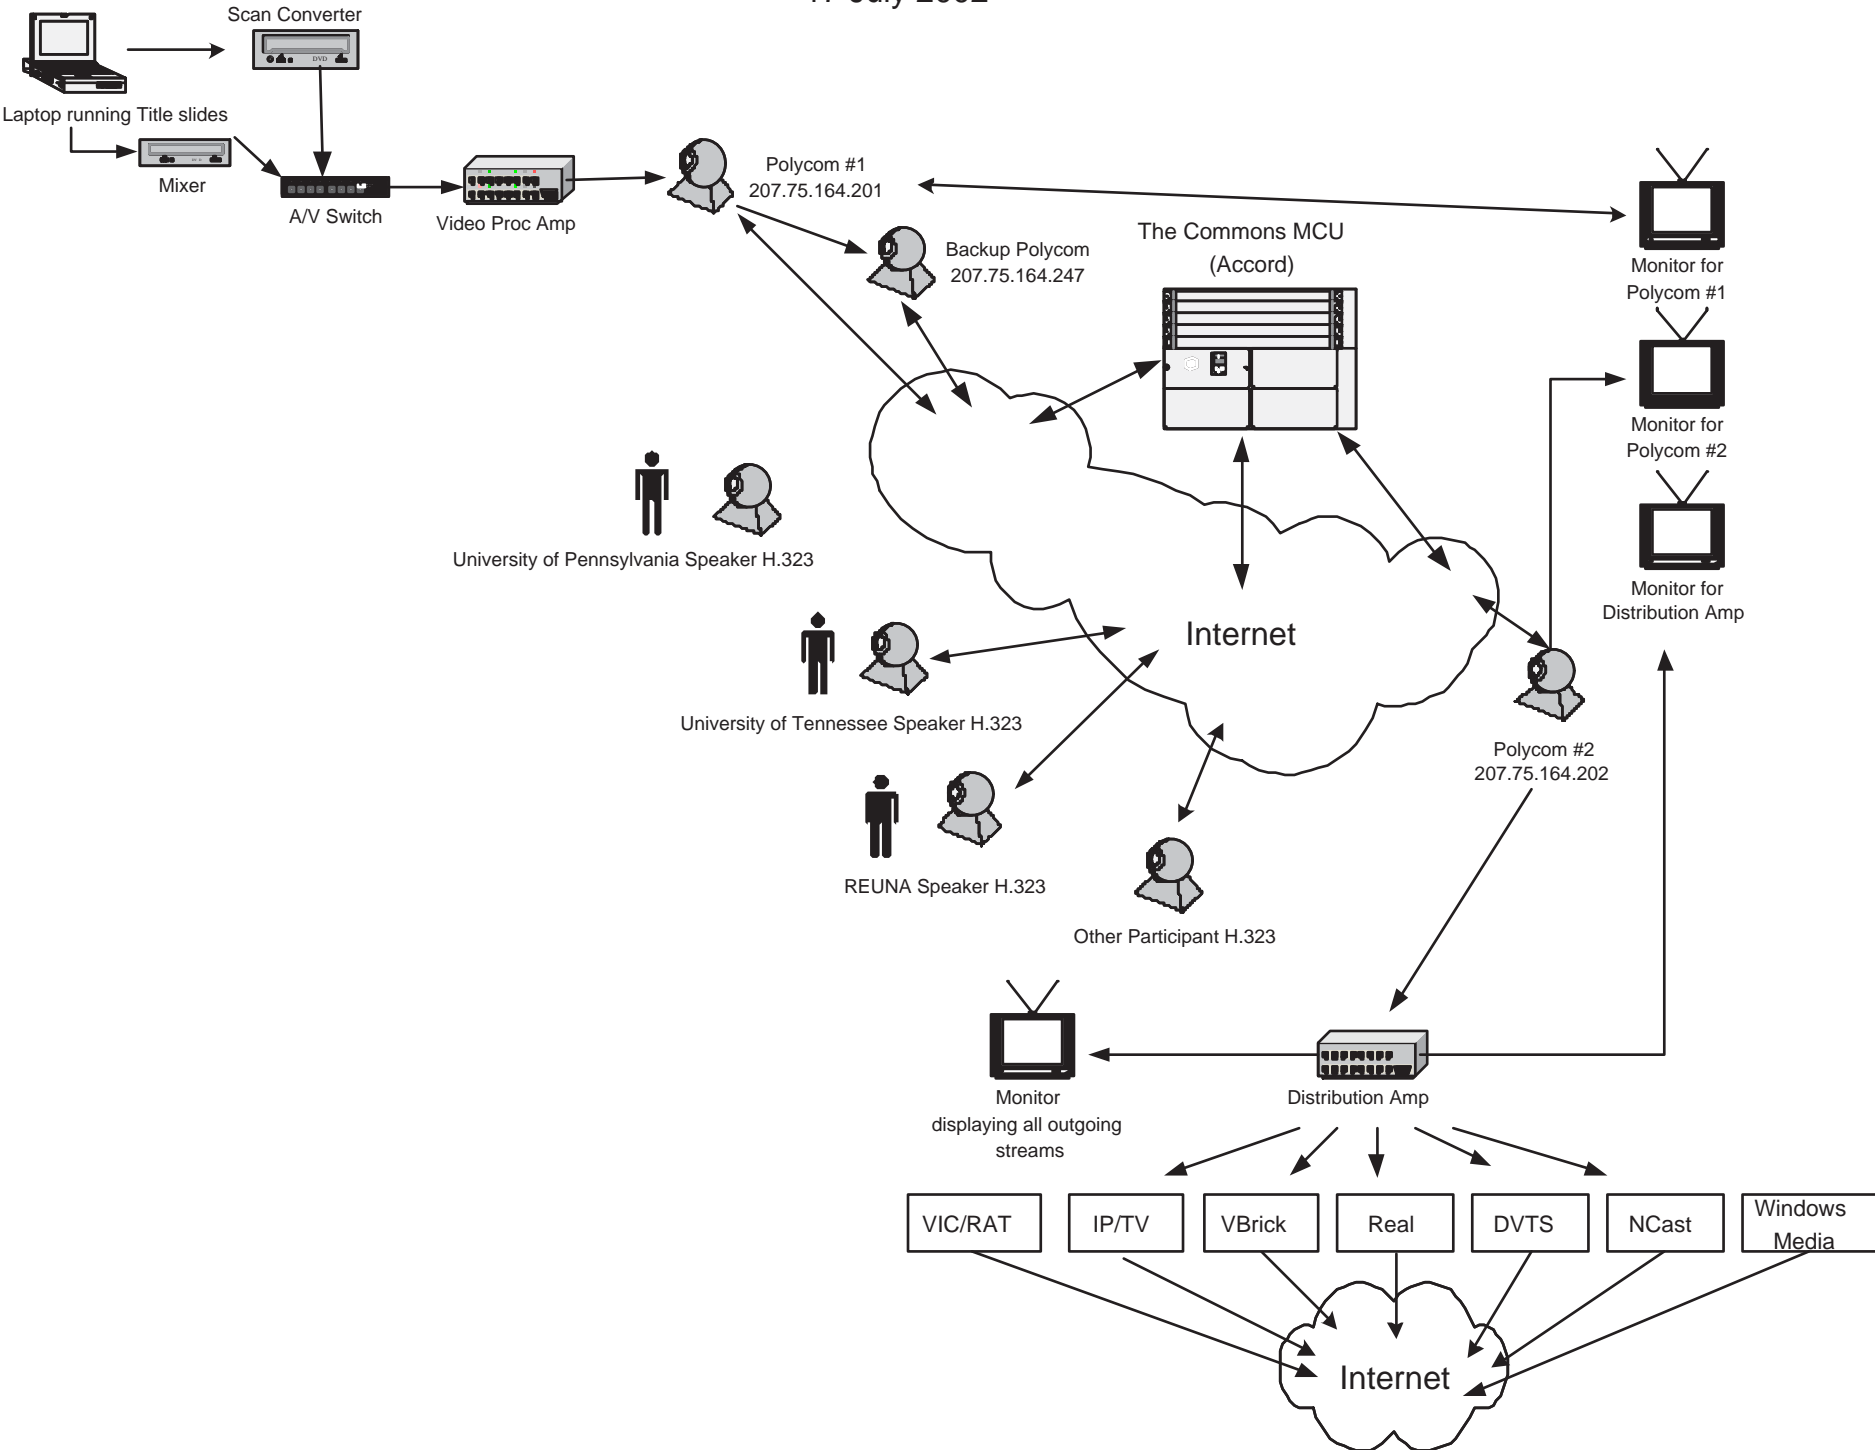 July 2002
Scan Converter
DVD
Laptop running Title slides
Mixer
A/V Switch
Video Proc Amp
Polycom #1
207.75.164.201
Backup Polycom
207.75.164.247
The Commons MCU
(Accord)
Monitor for
Polycom #1
Monitor for
Polycom #2
Monitor for
Distribution Amp
University of Pennsylvania Speaker H.323
Internet
University of Tennessee Speaker H.323
Polycom #2
207.75.164.202
REUNA Speaker H.323
Other Participant H.323
Monitor
displaying all outgoing
streams
Distribution Amp
VIC/RAT
IP/TV
VBrick
Real
DVTS
NCast
Windows
Media
Internet